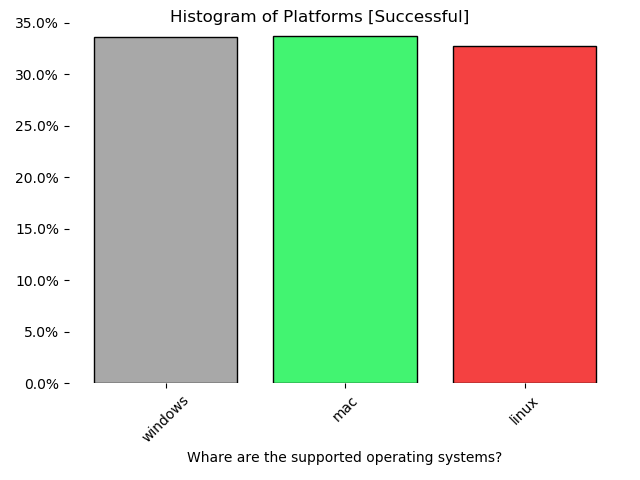 Histogram of Platforms [Successful]
35.0%
30.0%
25.0%
20.0%
15.0%
10.0%
5.0%
0.0%
windows
mac
linux
Whare are the supported operating systems?